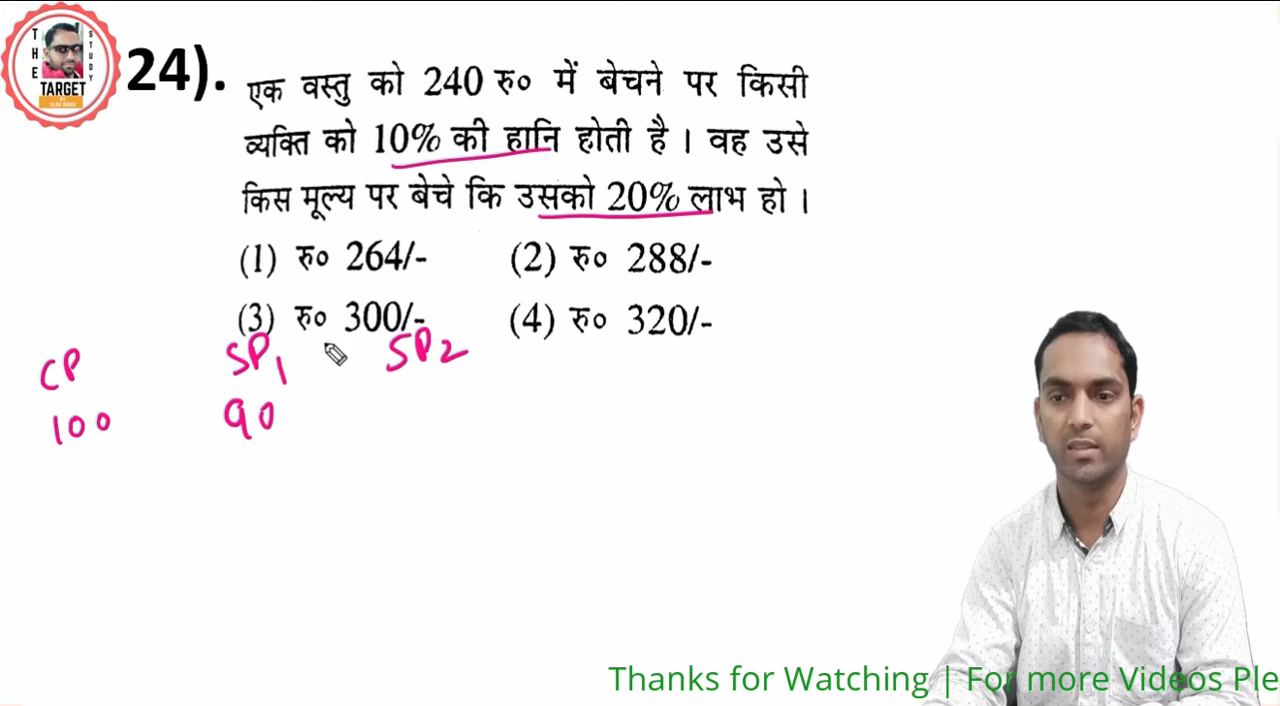 THE
STUDY
TARGET
24).
एक वस्तु को 240 रु० में बेचने पर किसी
व्यक्ति को 10% की हानि होती है । वह उसे
किस मूल्य पर बेचे कि उसको 20% लाभ हो ।
(1) रु० 264/- (2) रु० 288/-
(3) रु० 300/- (4) रु० 320/-
CP SP1 SP2
100 90
Thanks for Watching | For more Videos Ple